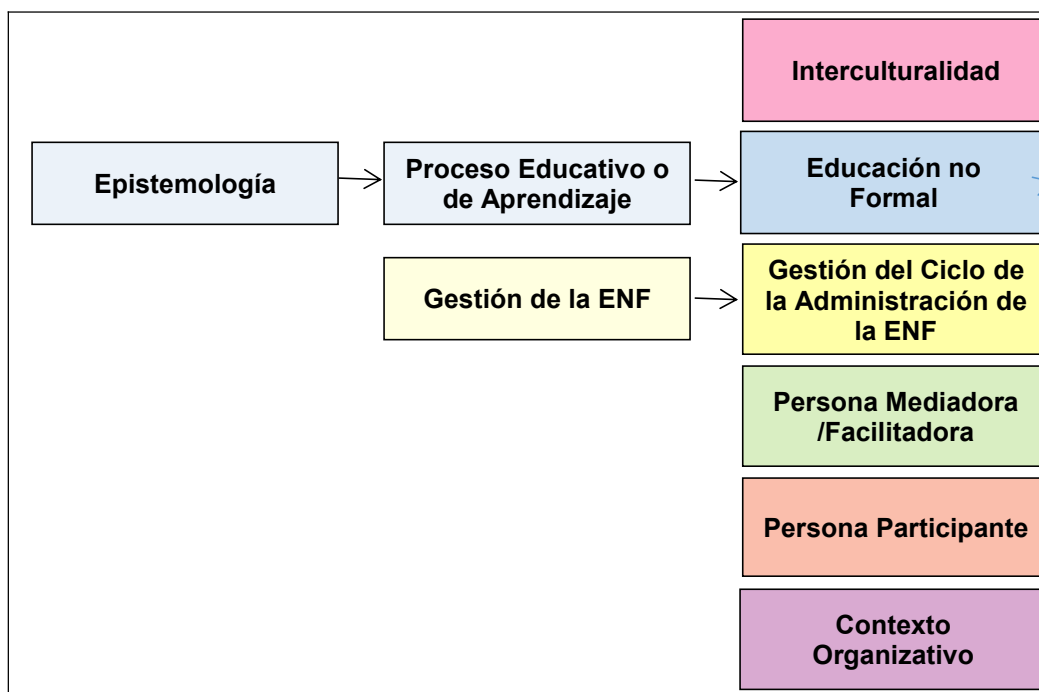 Interculturalidad
Epistemología
Proceso Educativo o
de Aprendizaje
Educación no
Formal
Gestión de la ENF
Gestión del Ciclo de
la Administración de
la ENF
Persona Mediadora
/Facilitadora
Persona Participante
Contexto
Organizativo